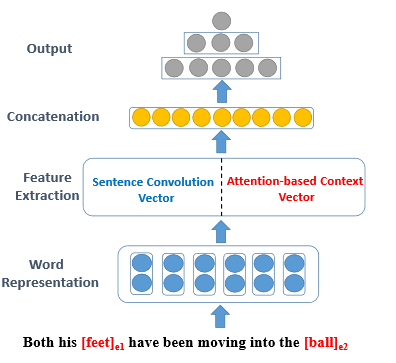 Output
Concatenation
Feature
Extraction
Sentence Convolution
Vector
Attention-based Context
Vector
Word
Representation
Both his [feet]e1 have been moving into the [ball]e2